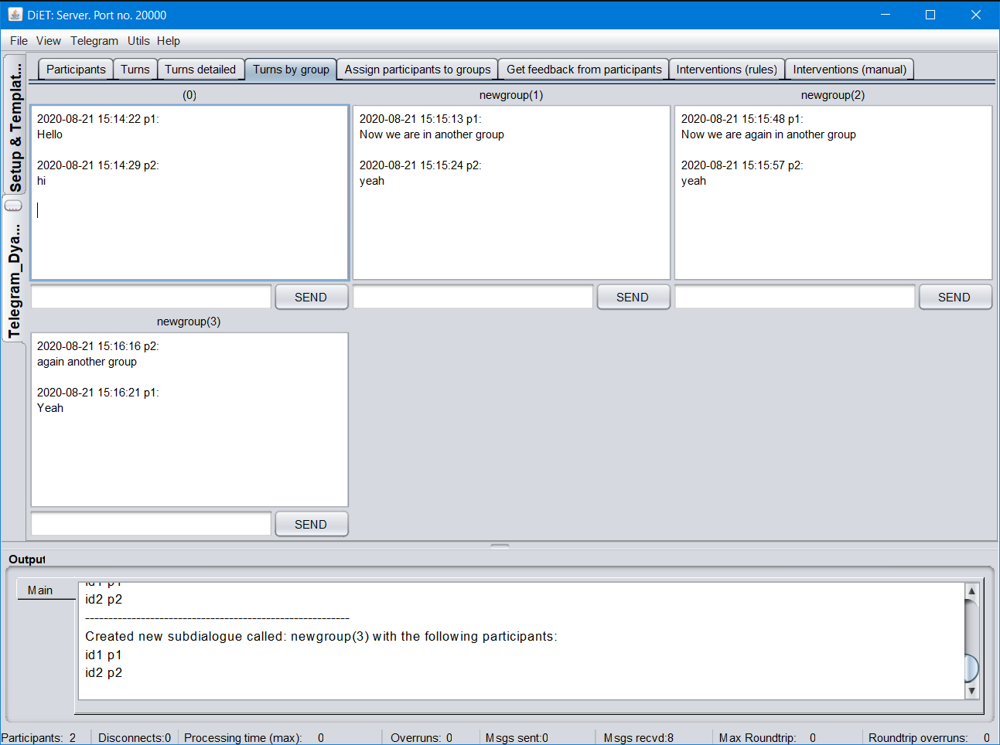 DiET: Server. Port no. 20000
File View Telegram Utils Help
Setup & Templat...
Telegram_Dya...
Participants Turns Turns detailed Turns by group Assign participants to groups Get feedback from participants Interventions (rules) Interventions (manual)
(0)
2020-08-21 15:14:22 p1:
Hello
2020-08-21 15:14:29 p2:
hi
SEND
newgroup(1)
2020-08-21 15:15:13 p1:
Now we are in another group
2020-08-21 15:15:24 p2:
yeah
SEND
newgroup(2)
2020-08-21 15:15:48 p1:
Now we are again in another group
2020-08-21 15:15:57 p2:
yeah
SEND
newgroup(3)
2020-08-21 15:16:16 p2:
again another group
2020-08-21 15:16:21 p1:
Yeah
SEND
Output
Main
id1 p1
id2 p2
---------------------------------------------------------
Created new subdialogue called: newgroup(3) with the following participants:
id1 p1
id2 p2
Participants: 2 Disconnects:0 Processing time (max): 0 Overruns: 0 Msgs sent:0 Msgs recvd:8 Max Roundtrip: 0 Roundtrip overruns: 0